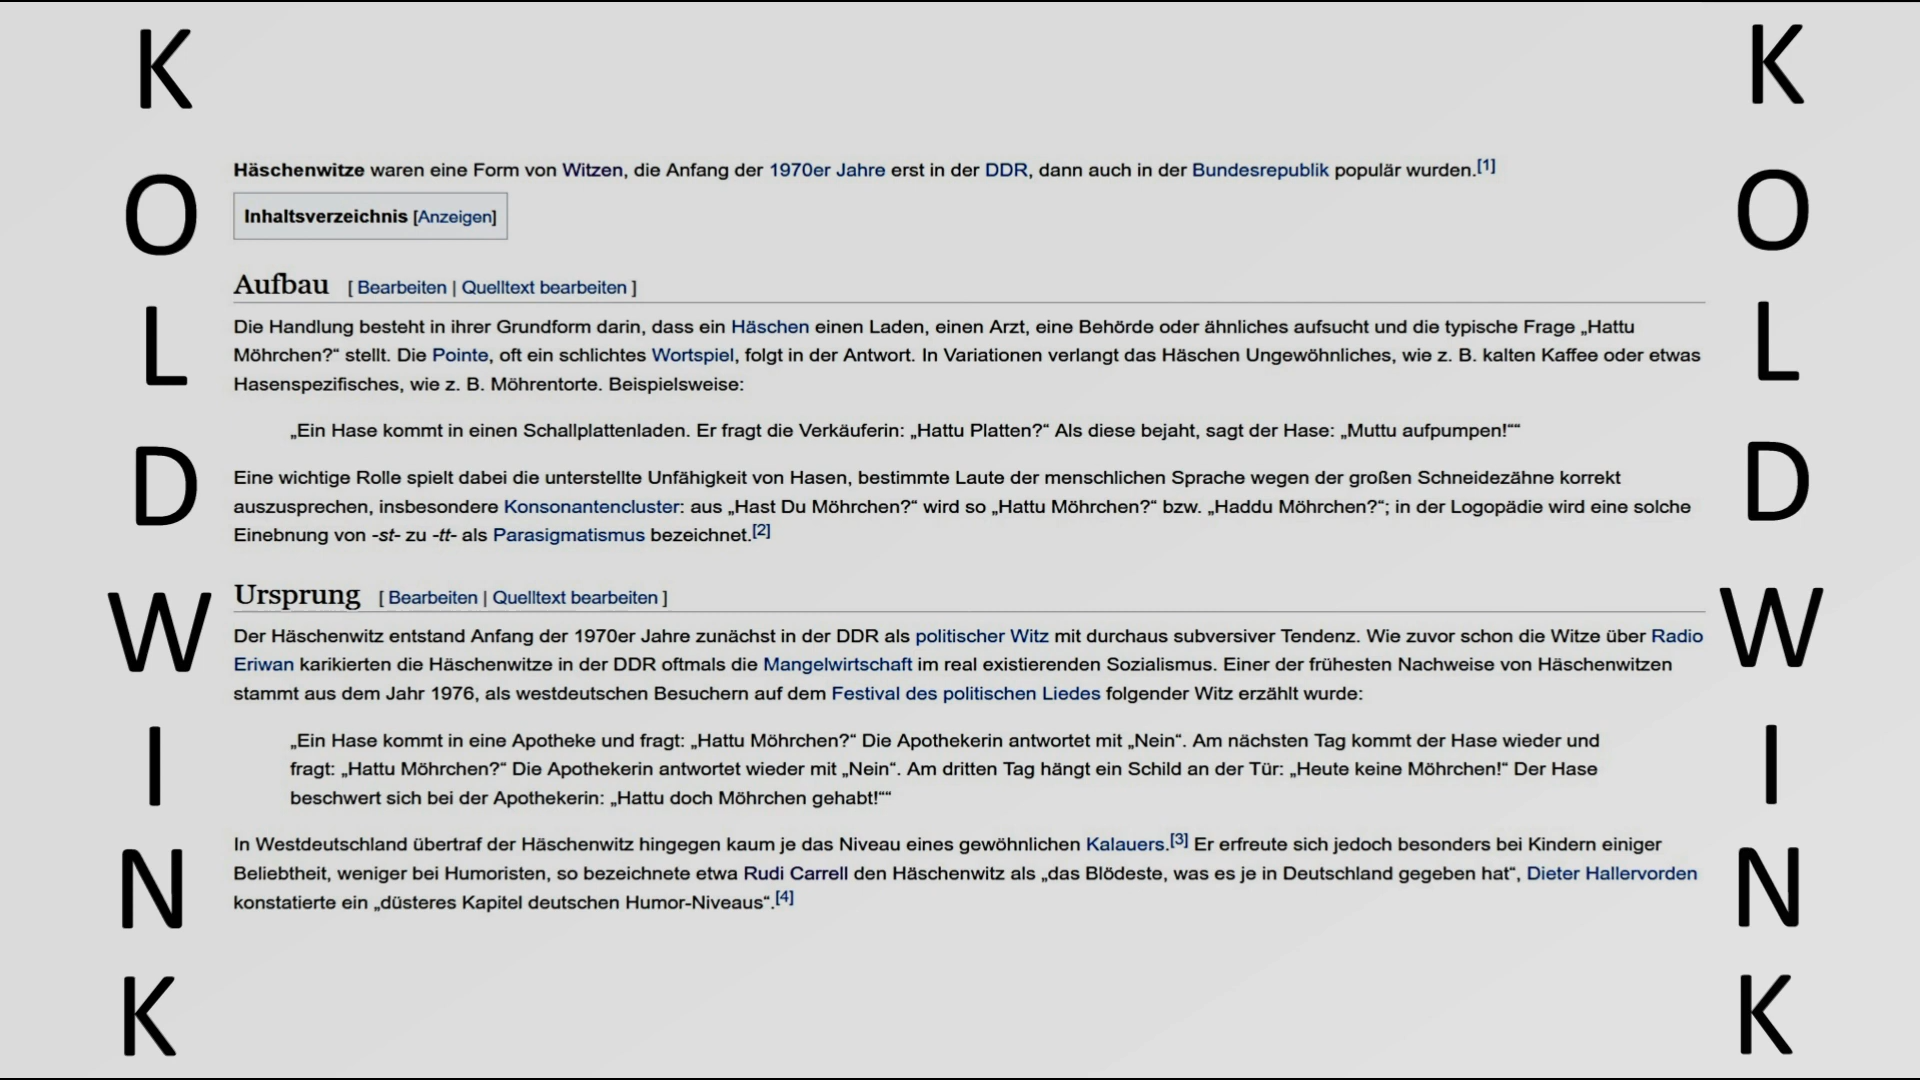 K
O
L
D
W
I
N
K
Häschenwitze waren eine Form von Witzen, die Anfang der 1970er Jahre erst in der DDR, dann auch in der Bundesrepublik populär wurden.[1]
Inhaltsverzeichnis [Anzeigen]
Aufbau [ Bearbeiten | Quelltext bearbeiten ]
Die Handlung besteht in ihrer Grundform darin, dass ein Häschen einen Laden, einen Arzt, eine Behörde oder ähnliches aufsucht und die typische Frage „Hattu
Möhrchen?“ stellt. Die Pointe, oft ein schlichtes Wortspiel, folgt in der Antwort. In Variationen verlangt das Häschen Ungewöhnliches, wie z. B. kalten Kaffee oder etwas
Hasenspezifisches, wie z. B. Möhrentorte. Beispielsweise:
„Ein Hase kommt in einen Schallplattenladen. Er fragt die Verkäuferin: „Hattu Platten?“ Als diese bejaht, sagt der Hase: „Muttu aufpumpen!““
Eine wichtige Rolle spielt dabei die unterstellte Unfähigkeit von Hasen, bestimmte Laute der menschlichen Sprache wegen der großen Schneidezähne korrekt
auszusprechen, insbesondere Konsonantencluster: aus „Hast Du Möhrchen?“ wird so „Hattu Möhrchen?“ bzw. „Haddu Möhrchen?“; in der Logopädie wird eine solche
Einebnung von -st- zu -tt- als Parasigmatismus bezeichnet.[2]
Ursprung [ Bearbeiten | Quelltext bearbeiten ]
Der Häschenwitz entstand Anfang der 1970er Jahre zunächst in der DDR als politischer Witz mit durchaus subversiver Tendenz. Wie zuvor schon die Witze über Radio
Eriwan karikierten die Häschenwitze in der DDR oftmals die Mangelwirtschaft im real existierenden Sozialismus. Einer der frühesten Nachweise von Häschenwitzen
stammt aus dem Jahr 1976, als westdeutschen Besuchern auf dem Festival des politischen Liedes folgender Witz erzählt wurde:
„Ein Hase kommt in eine Apotheke und fragt: „Hattu Möhrchen?“ Die Apothekerin antwortet mit „Nein“. Am nächsten Tag kommt der Hase wieder und
fragt: „Hattu Möhrchen?“ Die Apothekerin antwortet wieder mit „Nein“. Am dritten Tag hängt ein Schild an der Tür: „Heute keine Möhrchen!“ Der Hase
beschwert sich bei der Apothekerin: „Hattu doch Möhrchen gehabt!““
In Westdeutschland übertraf der Häschenwitz hingegen kaum je das Niveau eines gewöhnlichen Kalauers.[3] Er erfreute sich jedoch besonders bei Kindern einiger
Beliebtheit, weniger bei Humoristen, so bezeichnete etwa Rudi Carrell den Häschenwitz als „das Blödeste, was es je in Deutschland gegeben hat“, Dieter Hallervorden
konstatierte ein „düsteres Kapitel deutschen Humor-Niveaus“.[4]
K
O
L
D
W
I
N
K